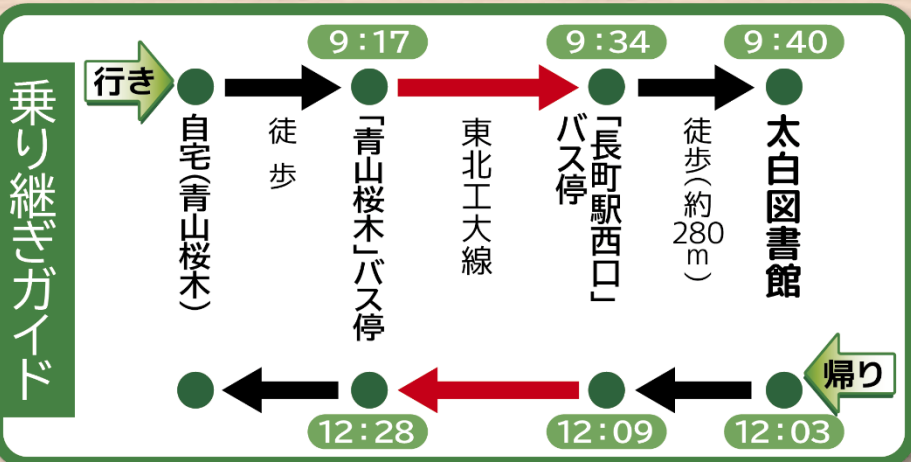 乗り継ぎガイド
行き
9:17
9:34
9:40
自宅(青山桜木)
徒歩
「青山桜木」バス停
東北工大線
「長町駅西口」
バス停
徒歩(約280m)
太白図書館
帰り
12:28
12:09
12:03